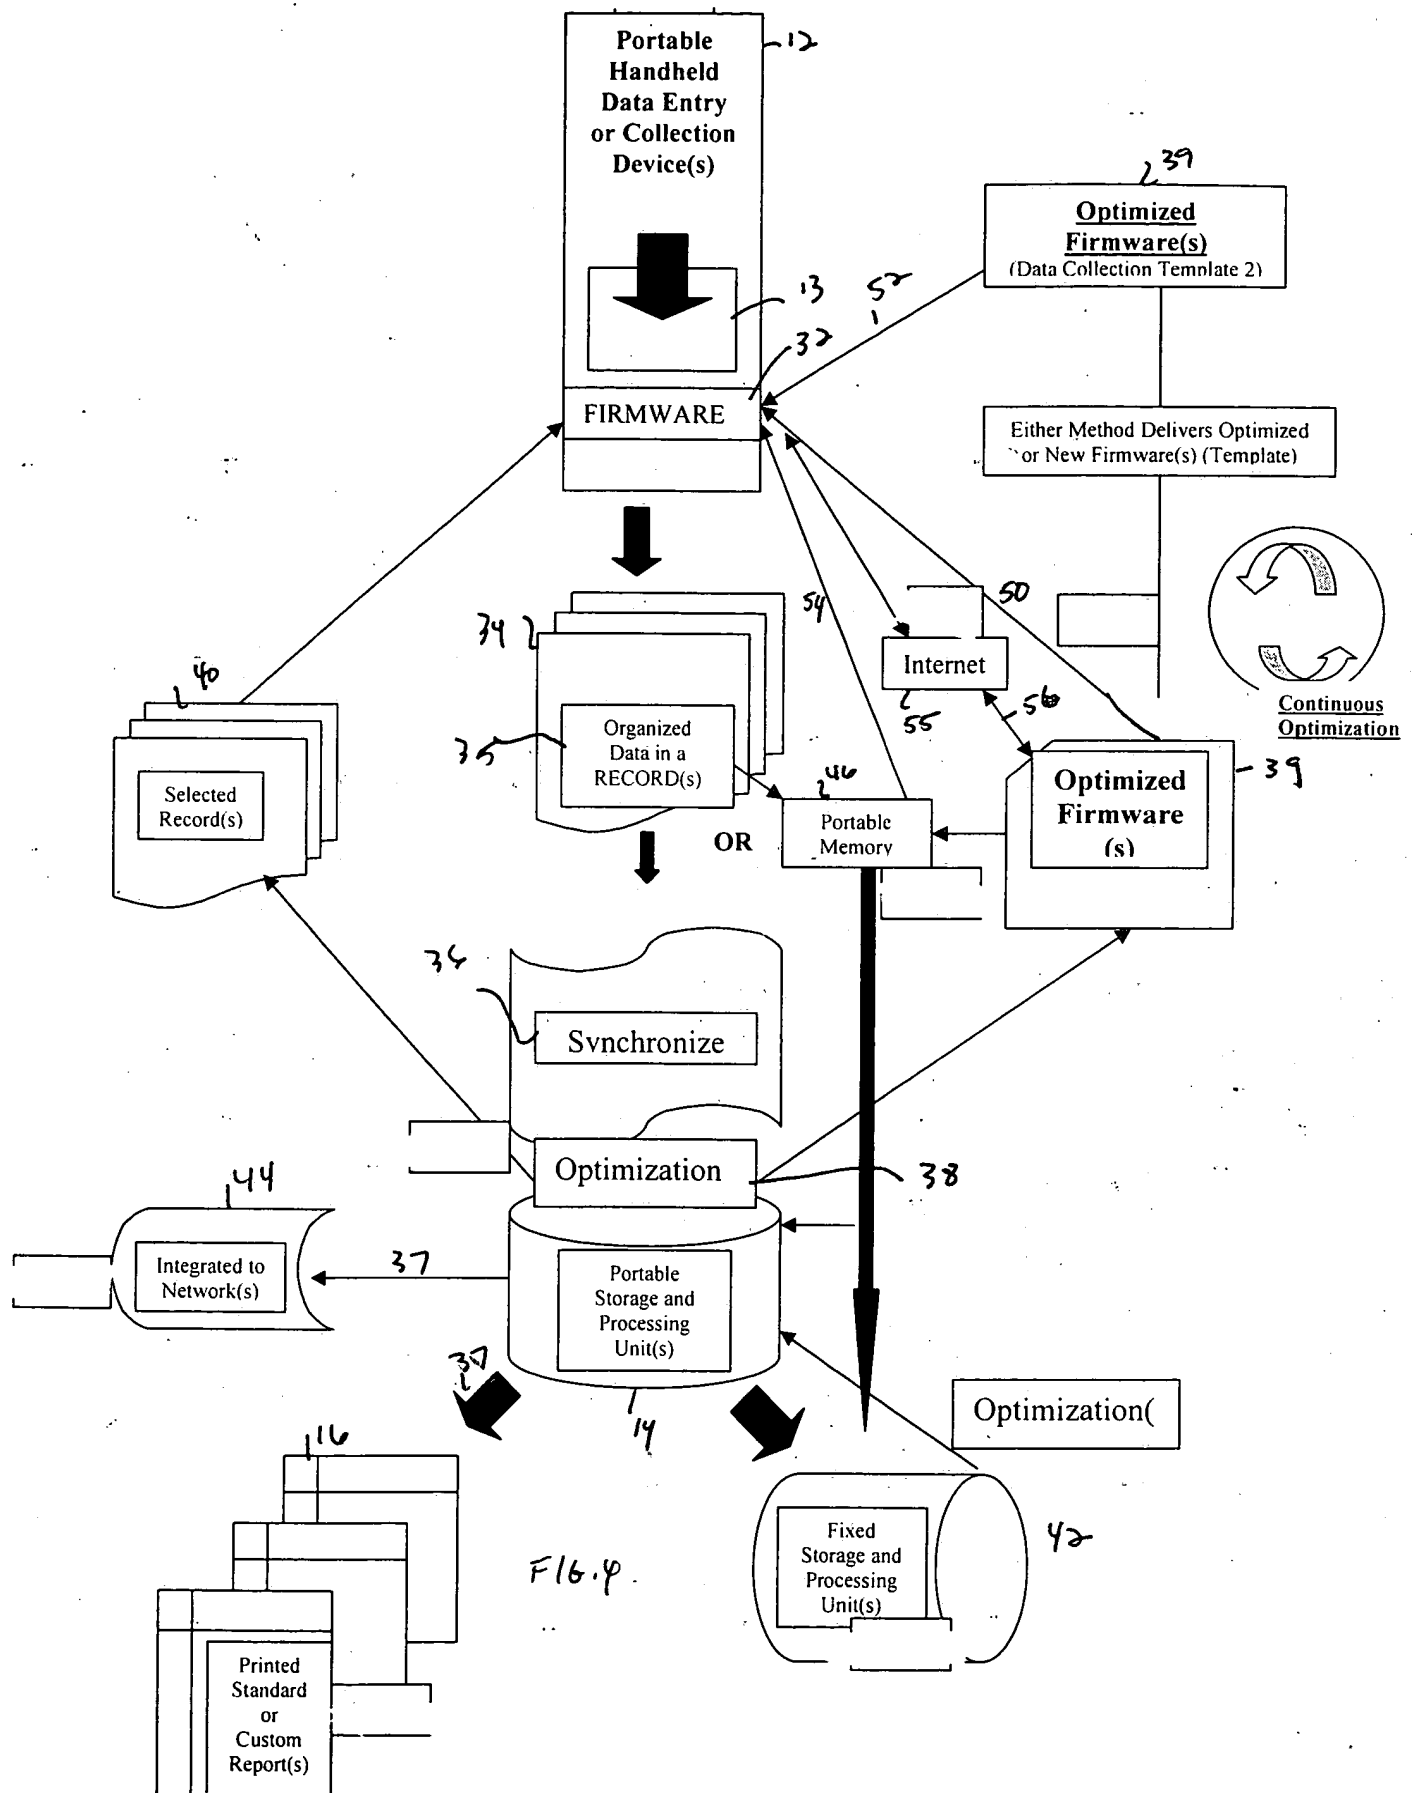 Portable
Handheld
Data Entry
or Collection
Device(s)
12
39
Optimized
Firmware(s)
(Data Collection Template 2)
13
52
32
FIRMWARE
Either Method Delivers Optimized
or New Firmware(s) (Template)
50
54
34
Internet
55
56
Continuous
Optimization
40
Selected
Record(s)
35
Organized
Data in a
RECORD(s)
46
OR
Portable
Memory
Optimized
Firmware
(s)
39
36
Synchronize
Optimization
38
44
Integrated to
Network(s)
37
Portable
Storage and
Processing
Unit(s)
37
14
Optimization(
16
FIG.4
Fixed
Storage and
Processing
Unit(s)
42
Printed
Standard
or
Custom
Report(s)